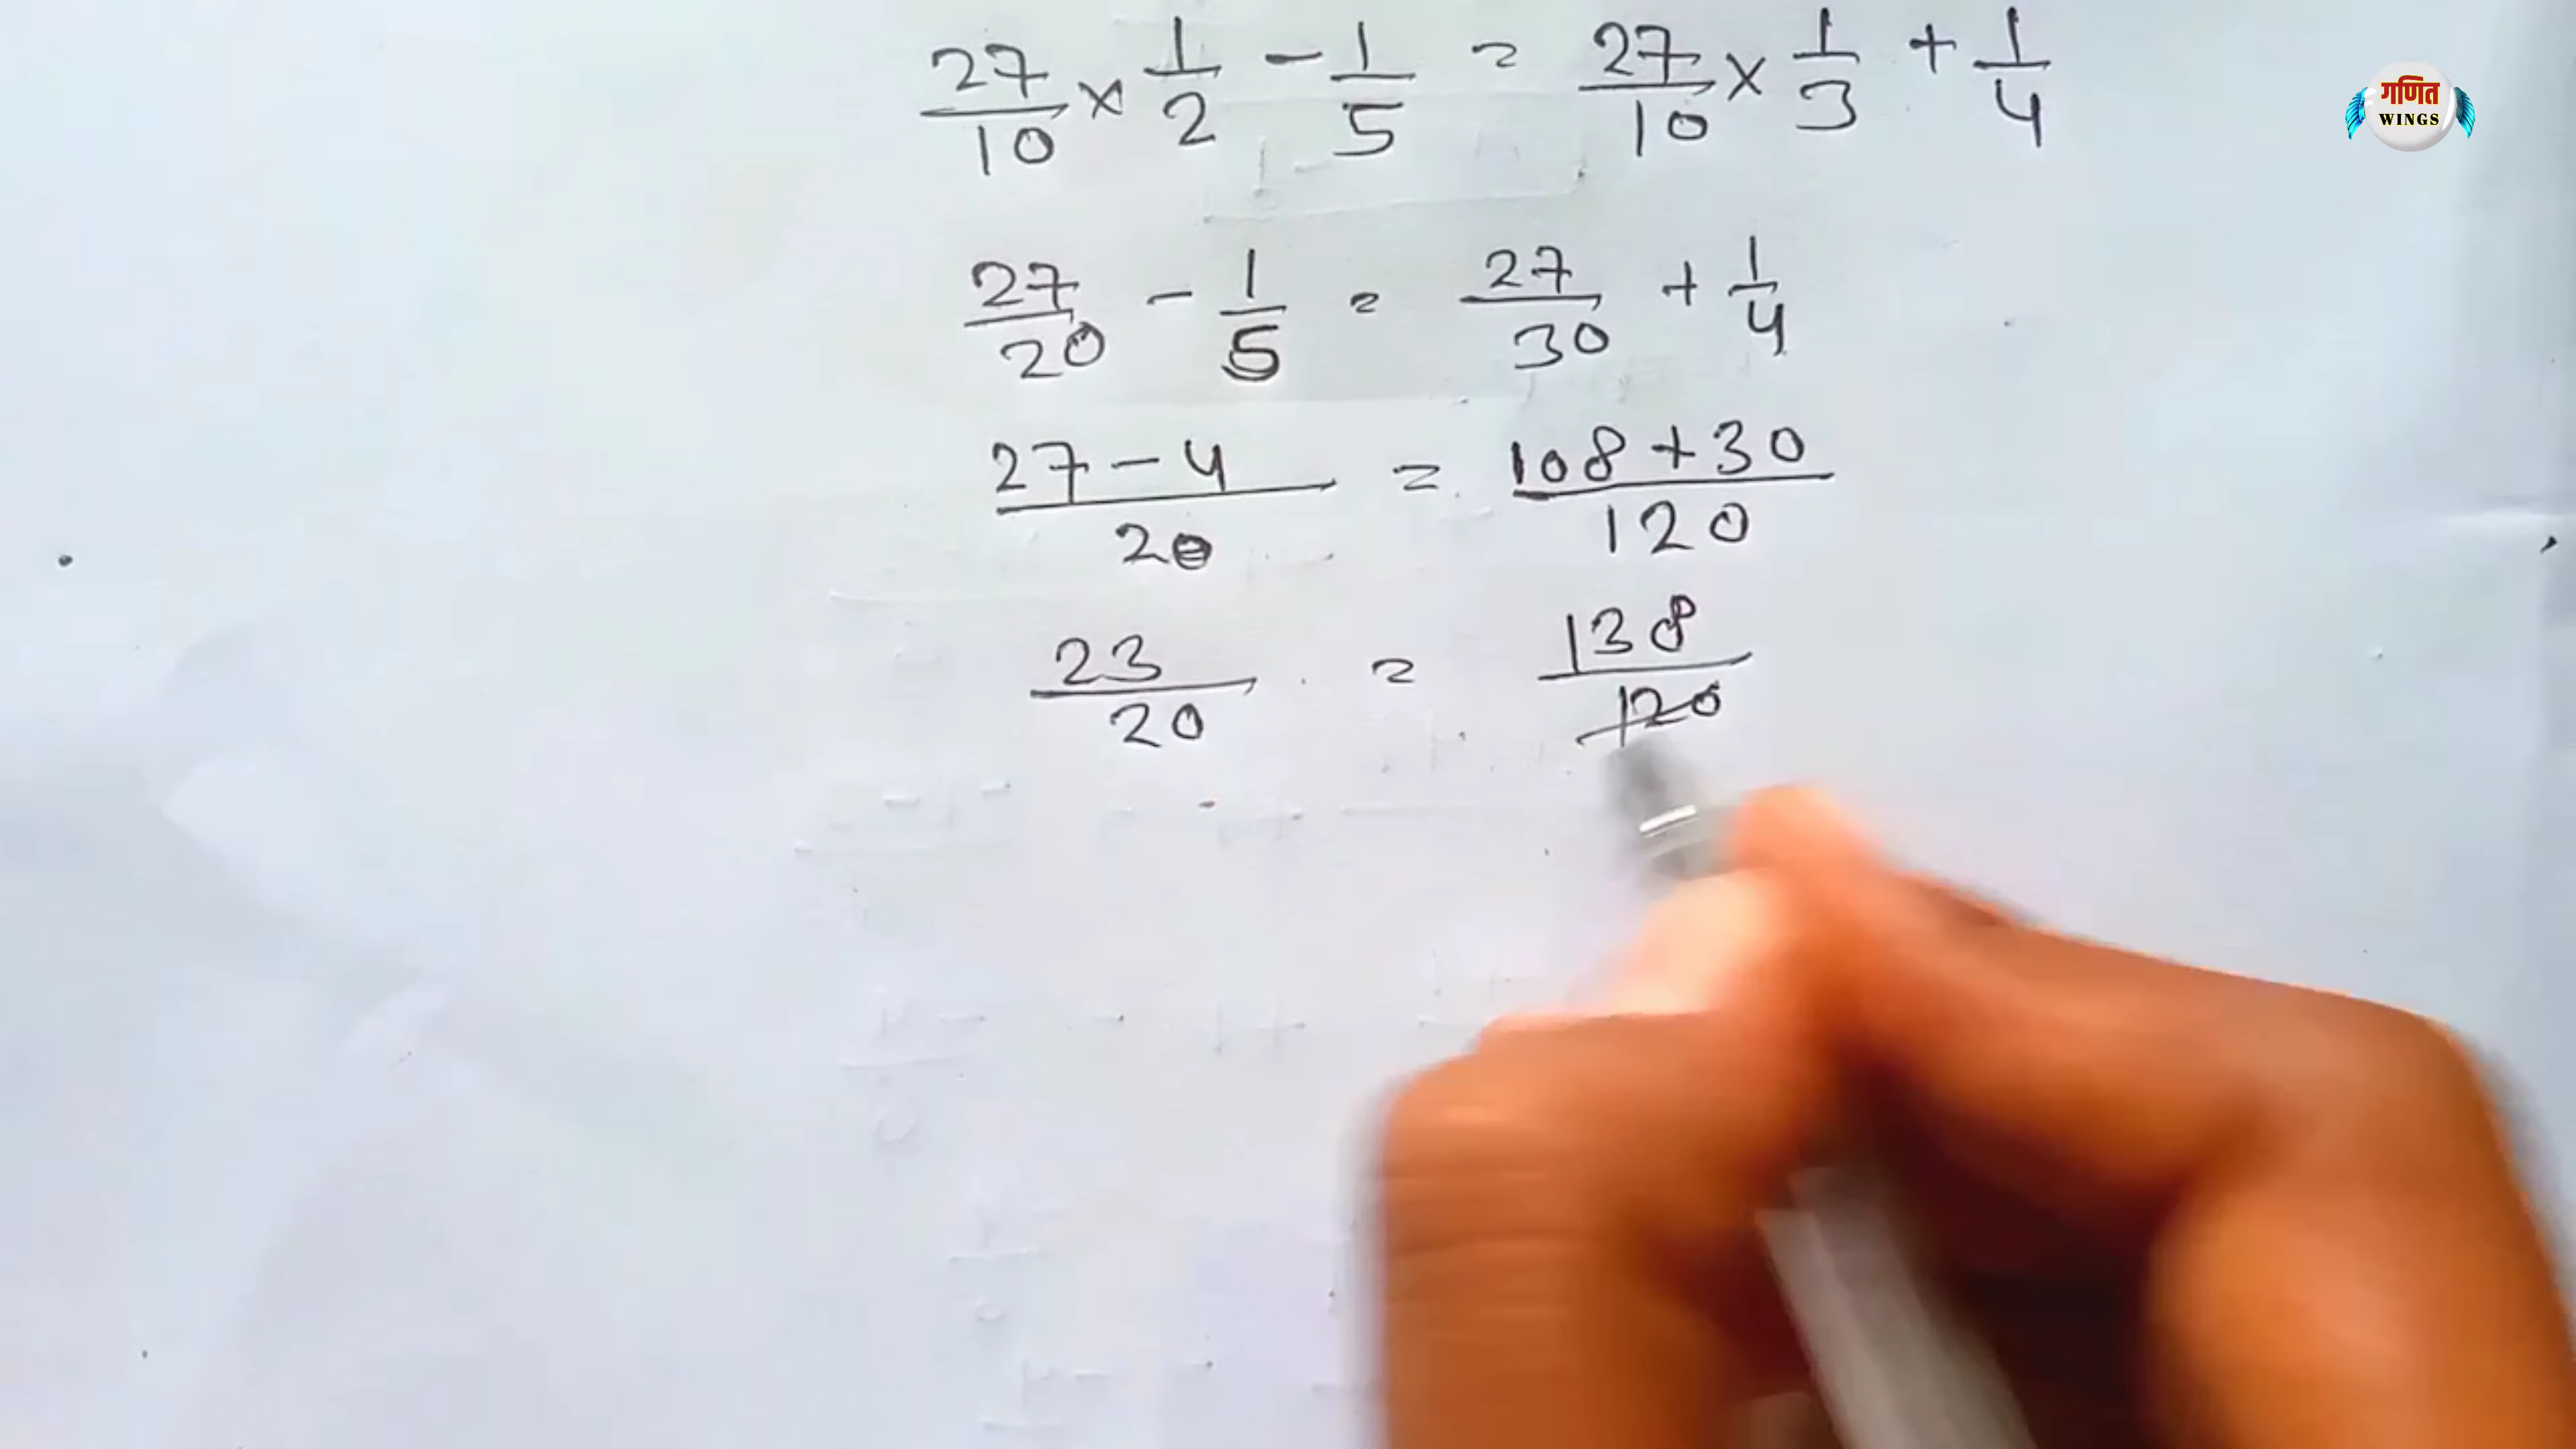 27/10 × 1/2 - 1/5 = 27/10 × 1/3 + 1/4
गणित
WINGS
27/20 - 1/5 = 27/30 + 1/4
27-4/20 = 108+30/120
23/20 = 138/120